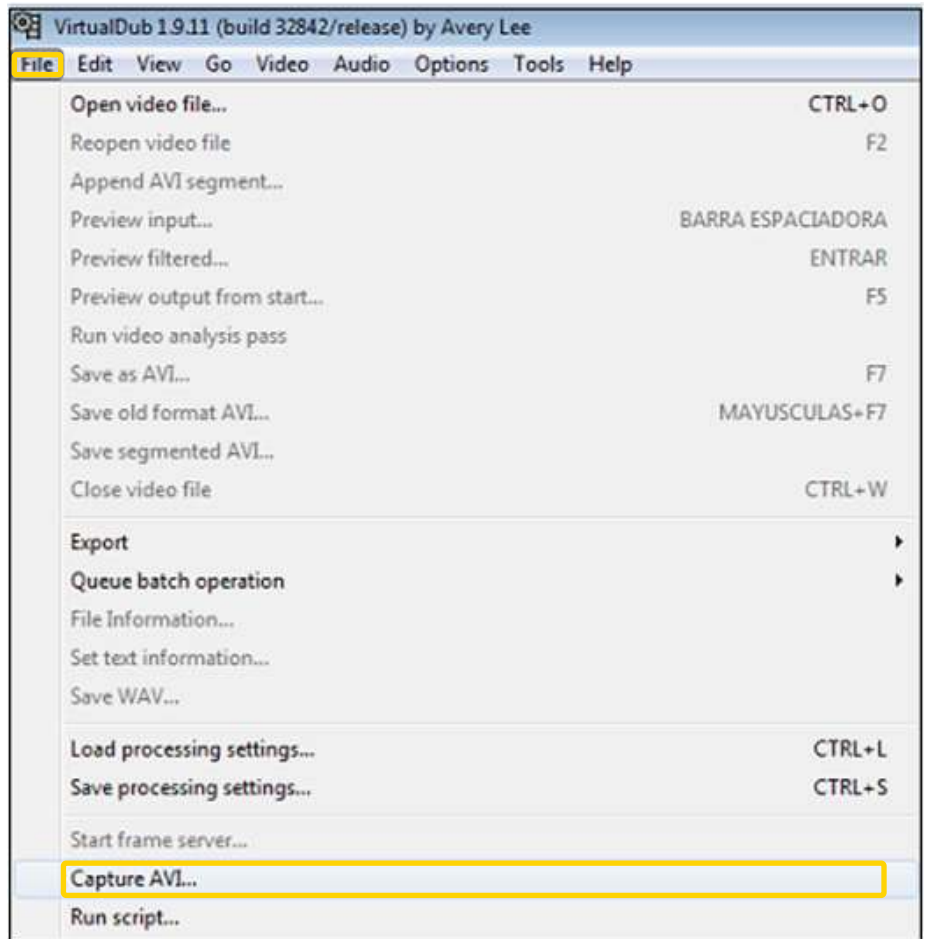 VirtualDub 1.9.11 (build 32842/release) by Avery Lee
File Edit View Go Video Audio Options Tools Help
Open video file... CTRL+O
Reopen video file F2
Append AVI segment...
Preview input... BARRA ESPACIADORA
Preview filtered... ENTRAR
Preview output from start... F5
Run video analysis pass
Save as AVI... F7
Save old format AVI... MAYUSCULAS+F7
Save segmented AVI...
Close video file CTRL+W
Export
Queue batch operation
File Information...
Set text information...
Save WAV...
Load processing settings... CTRL+L
Save processing settings... CTRL+S
Start frame server...
Capture AVI...
Run script...